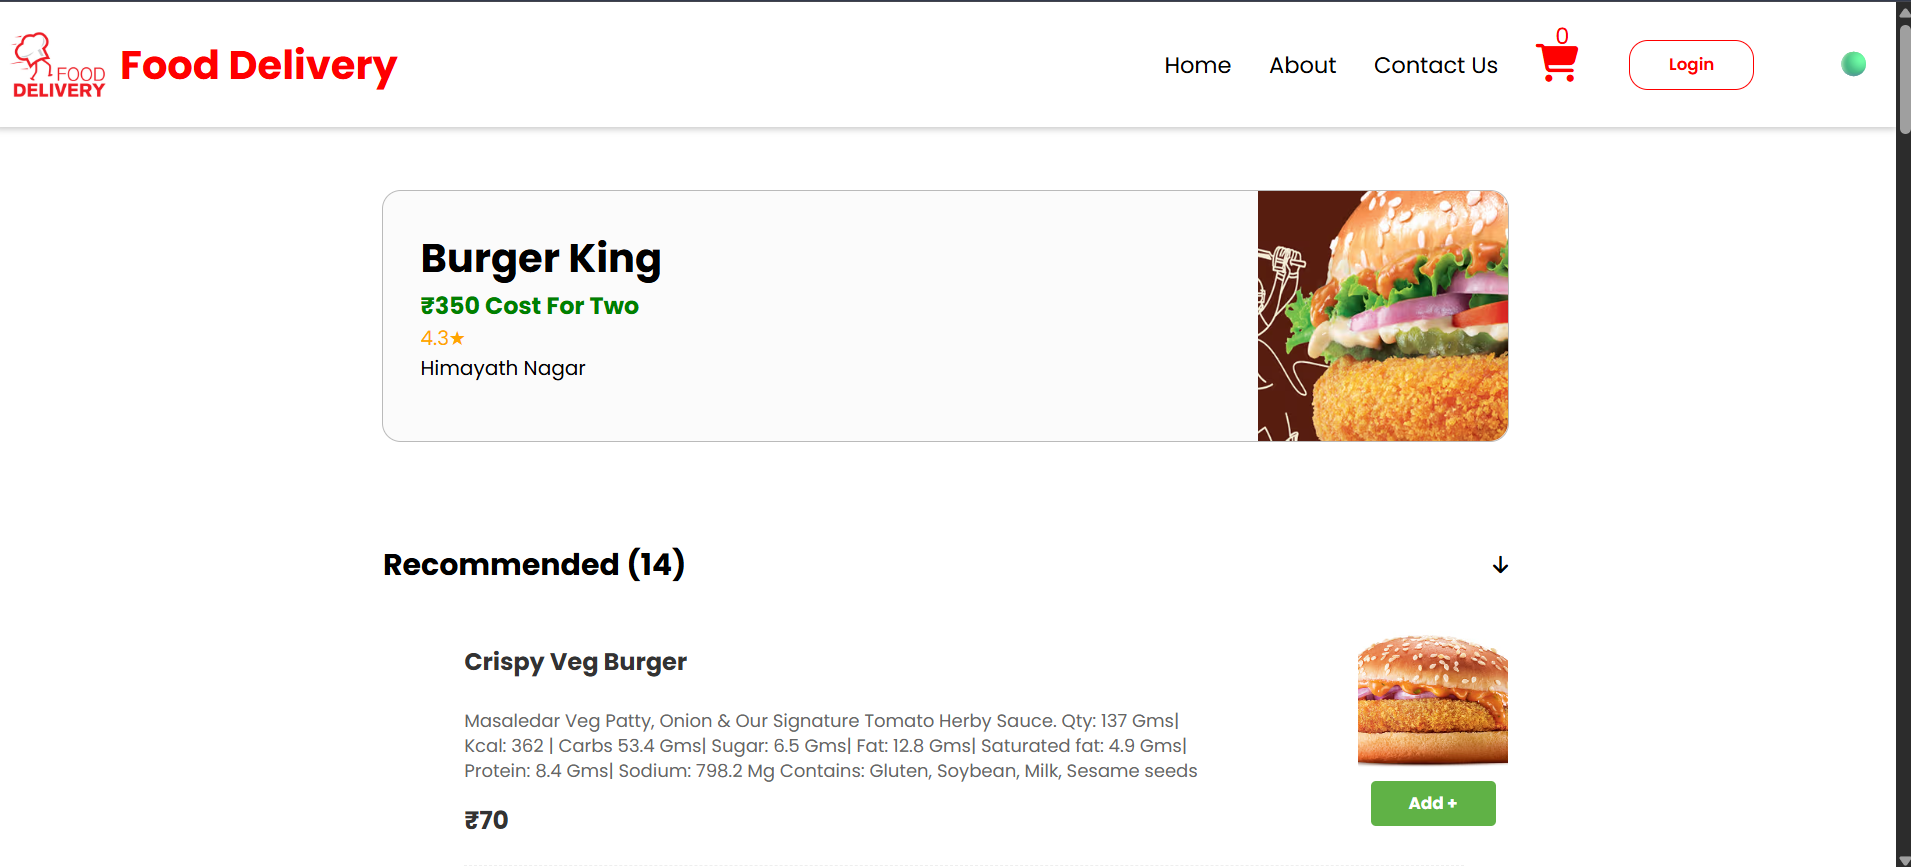 FOOD
DELIVERY
Food Delivery
Home
About
Contact Us
0
Login
Burger King
₹350 Cost For Two
4.3★
Himayath Nagar
Recommended (14)
Crispy Veg Burger
Masaledar Veg Patty, Onion & Our Signature Tomato Herby Sauce. Qty: 137 Gms|
Kcal: 362 | Carbs 53.4 Gms| Sugar: 6.5 Gms| Fat: 12.8 Gms| Saturated fat: 4.9 Gms|
Protein: 8.4 Gms| Sodium: 798.2 Mg Contains: Gluten, Soybean, Milk, Sesame seeds
₹70
Add +